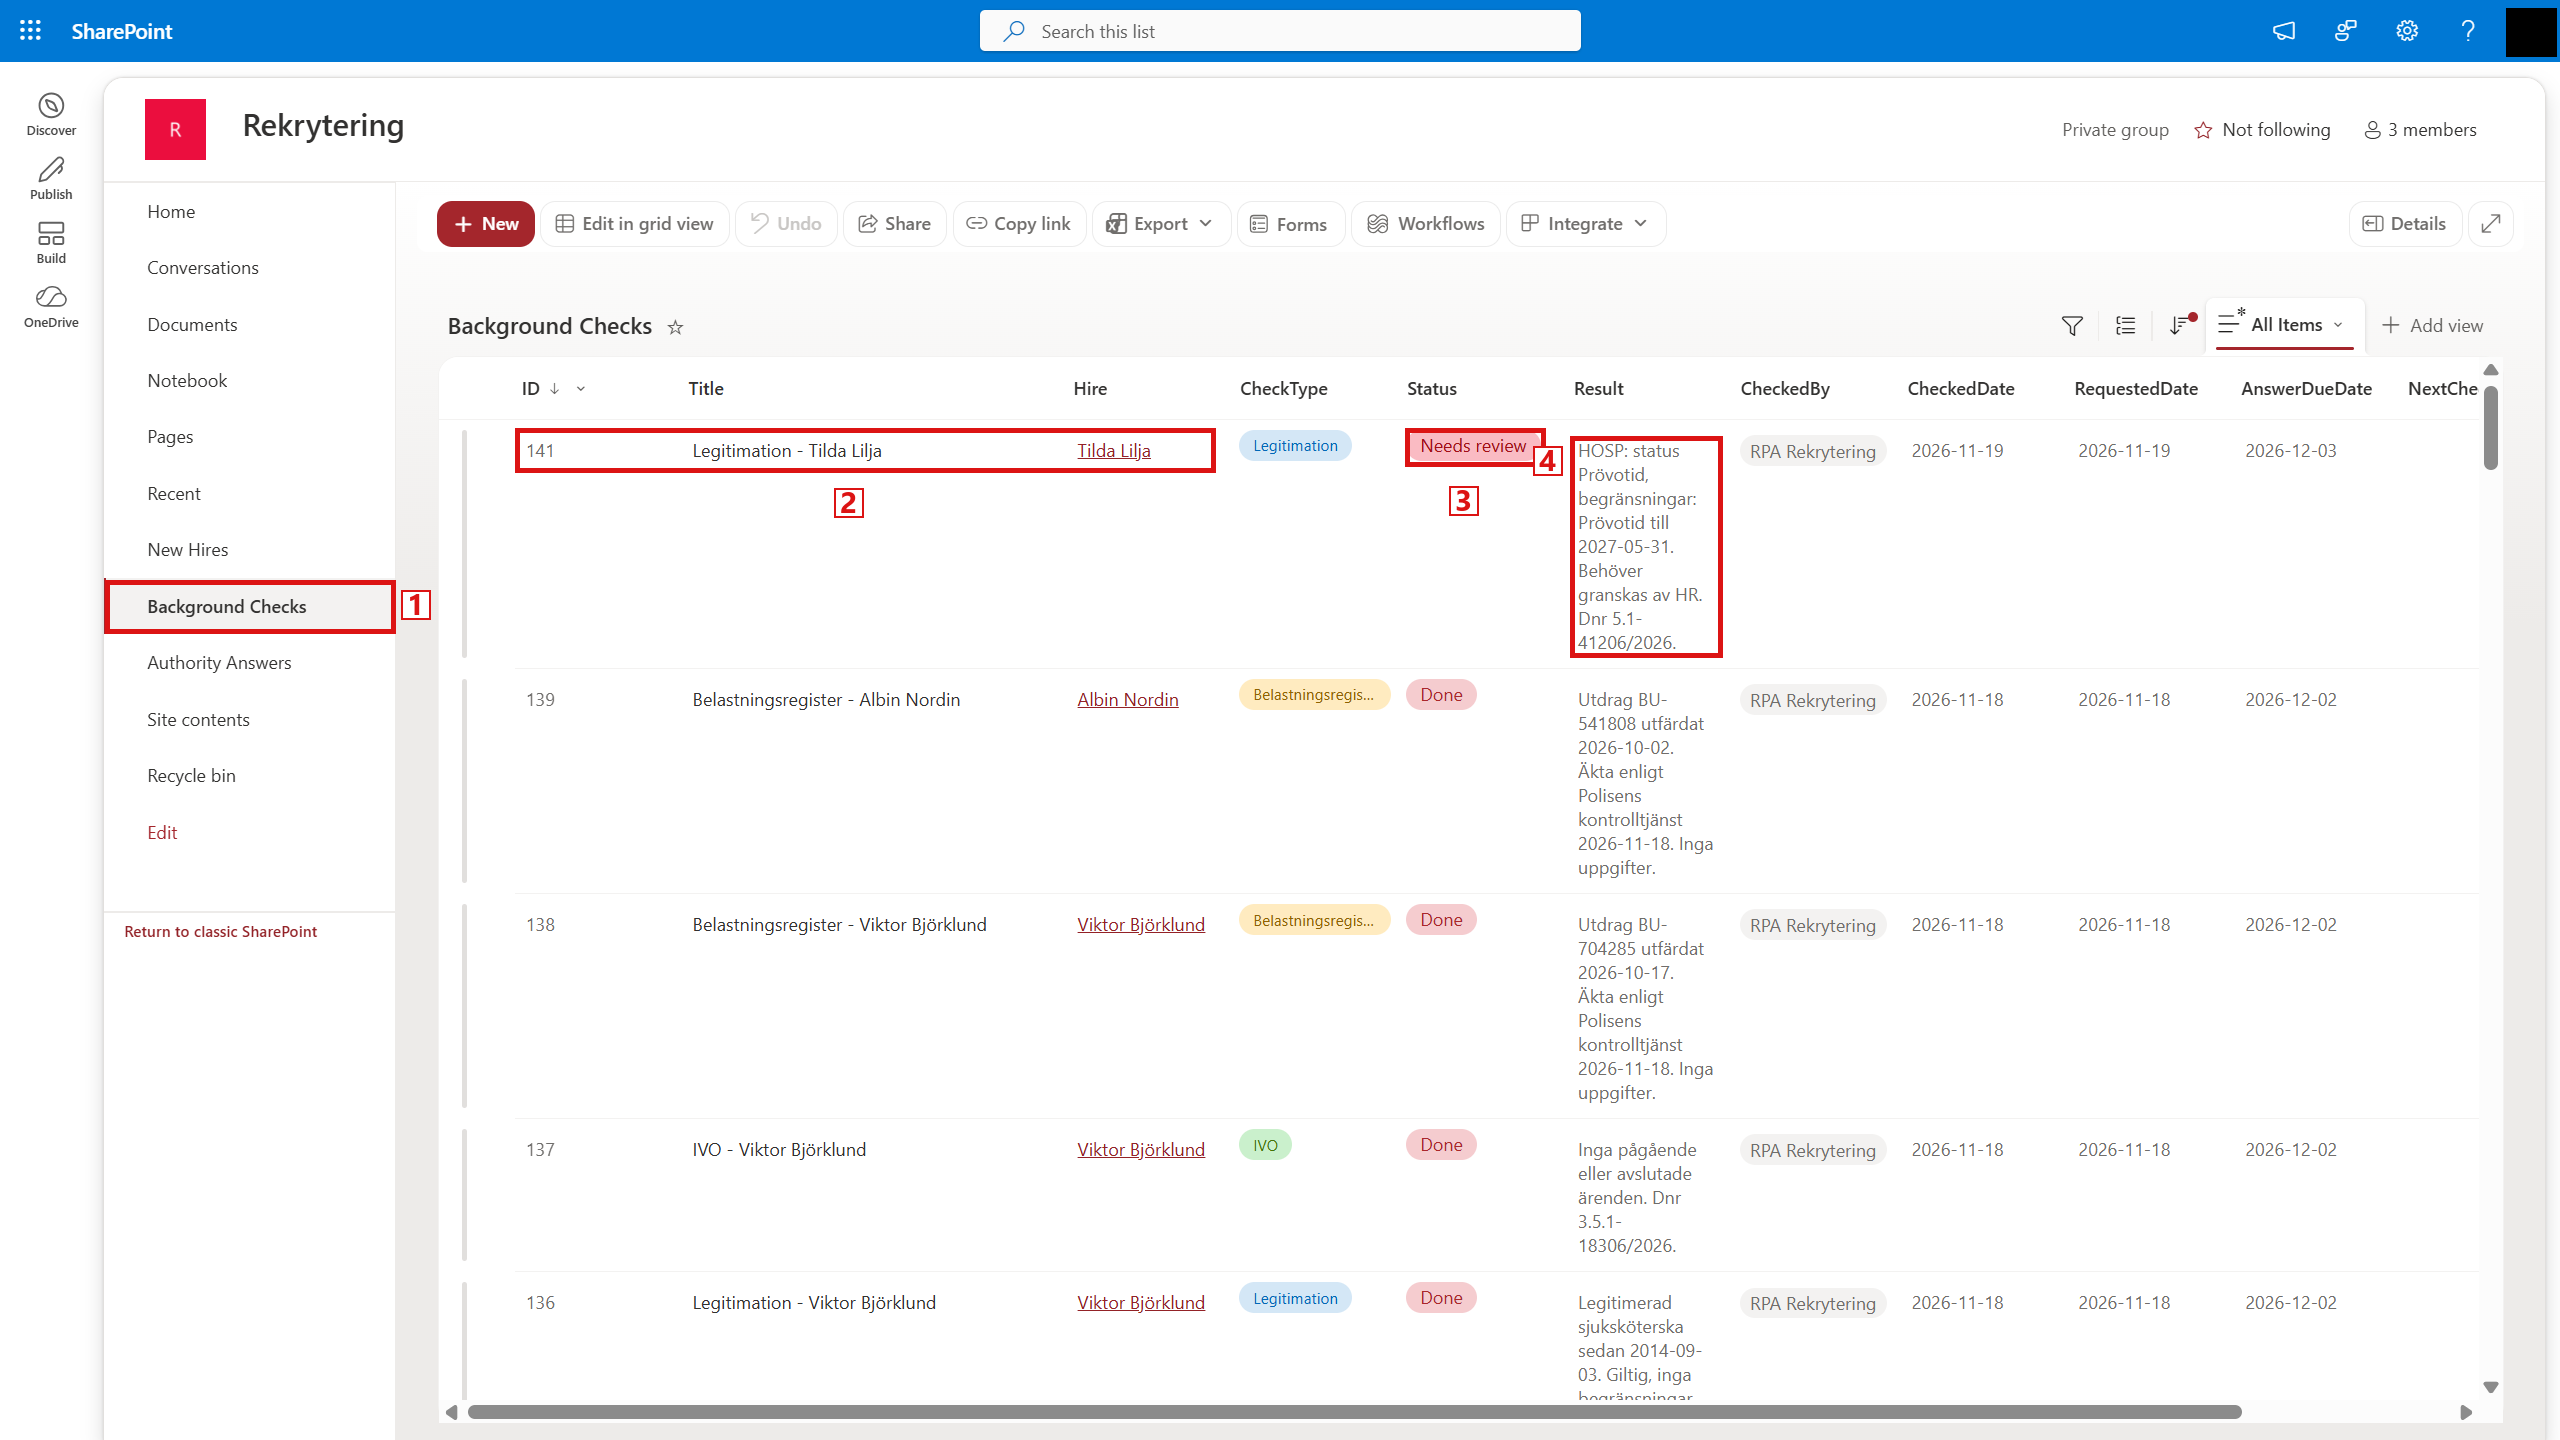 SharePoint
Search this list
Discover
Publish
Build
OneDrive
R
Rekrytering
Private group
Not following
3 members
Home
Conversations
Documents
Notebook
Pages
Recent
New Hires
Background Checks
1
Authority Answers
Site contents
Recycle bin
Edit
Return to classic SharePoint
New
Edit in grid view
Undo
Share
Copy link
Export
Forms
Workflows
Integrate
Details
Background Checks
All Items
Add view
ID
Title
Hire
CheckType
Status
Result
CheckedBy
CheckedDate
RequestedDate
AnswerDueDate
NextChe
141
Legitimation - Tilda Lilja
Tilda Lilja
2
Legitimation
Needs review
3
4
HOSP: status
Prövotid,
begränsningar:
Prövotid till
2027-05-31.
Behöver
granskas av HR.
Dnr 5.1-
41206/2026.
RPA Rekrytering
2026-11-19
2026-11-19
2026-12-03
139
Belastningsregister - Albin Nordin
Albin Nordin
Belastningsregis...
Done
Utdrag BU-
541808 utfärdat
2026-10-02.
Äkta enligt
Polisens
kontrolltjänst
2026-11-18. Inga
uppgifter.
RPA Rekrytering
2026-11-18
2026-11-18
2026-12-02
138
Belastningsregister - Viktor Björklund
Viktor Björklund
Belastningsregis...
Done
Utdrag BU-
704285 utfärdat
2026-10-17.
Äkta enligt
Polisens
kontrolltjänst
2026-11-18. Inga
uppgifter.
RPA Rekrytering
2026-11-18
2026-11-18
2026-12-02
137
IVO - Viktor Björklund
Viktor Björklund
IVO
Done
Inga pågående
eller avslutade
ärenden. Dnr
3.5.1-
18306/2026.
RPA Rekrytering
2026-11-18
2026-11-18
2026-12-02
136
Legitimation - Viktor Björklund
Viktor Björklund
Legitimation
Done
Legitimerad
sjuksköterska
sedan 2014-09-
03. Giltig, inga
begränsningar
RPA Rekrytering
2026-11-18
2026-11-18
2026-12-02